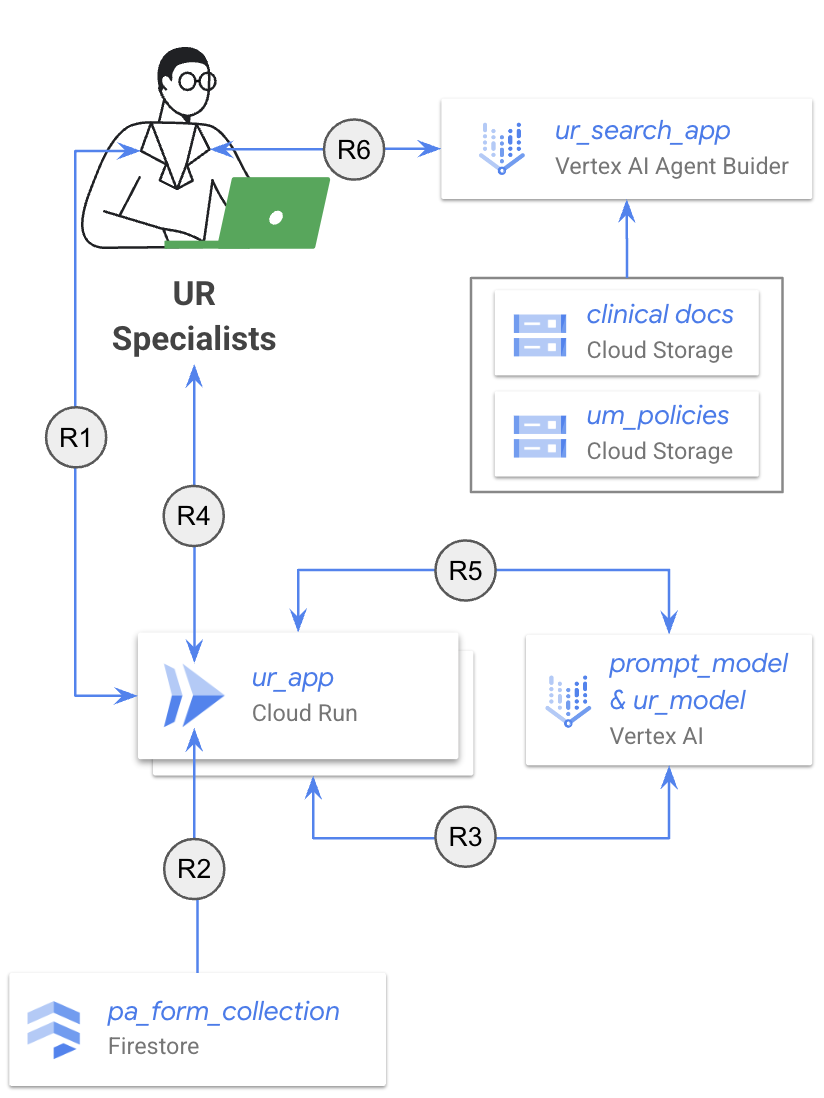 R6
ur_search_app
Vertex AI Agent Buider
UR
Specialists
clinical docs
Cloud Storage
um_policies
Cloud Storage
R1
R4
R5
ur_app
Cloud Run
prompt_model
& ur_model
Vertex AI
R3
R2
pa_form_collection
Firestore